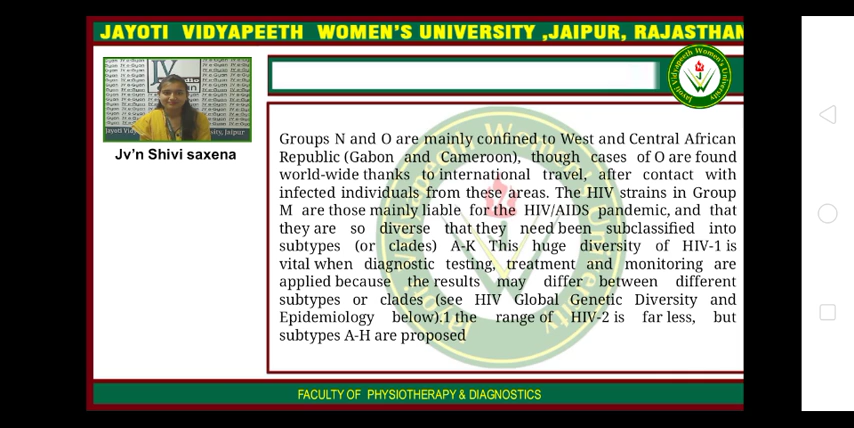 JAYOTI VIDYAPEETH WOMEN'S UNIVERSITY ,JAIPUR, RAJASTHAN
Jv'n Shivi saxena
Groups N and O are mainly confined to West and Central African
Republic (Gabon and Cameroon), though cases of O are found
world-wide thanks to international travel, after contact with
infected individuals from these areas. The HIV strains in Group
M are those mainly liable for the HIV/AIDS pandemic, and that
they are so diverse that they need been subclassified into
subtypes (or clades) A-K This huge diversity of HIV-1 is
vital when diagnostic testing, treatment and monitoring are
applied because the results may differ between different
subtypes or clades (see HIV Global Genetic Diversity and
Epidemiology below).1 the range of HIV-2 is far less, but
subtypes A-H are proposed
FACULTY OF PHYSIOTHERAPY & DIAGNOSTICS